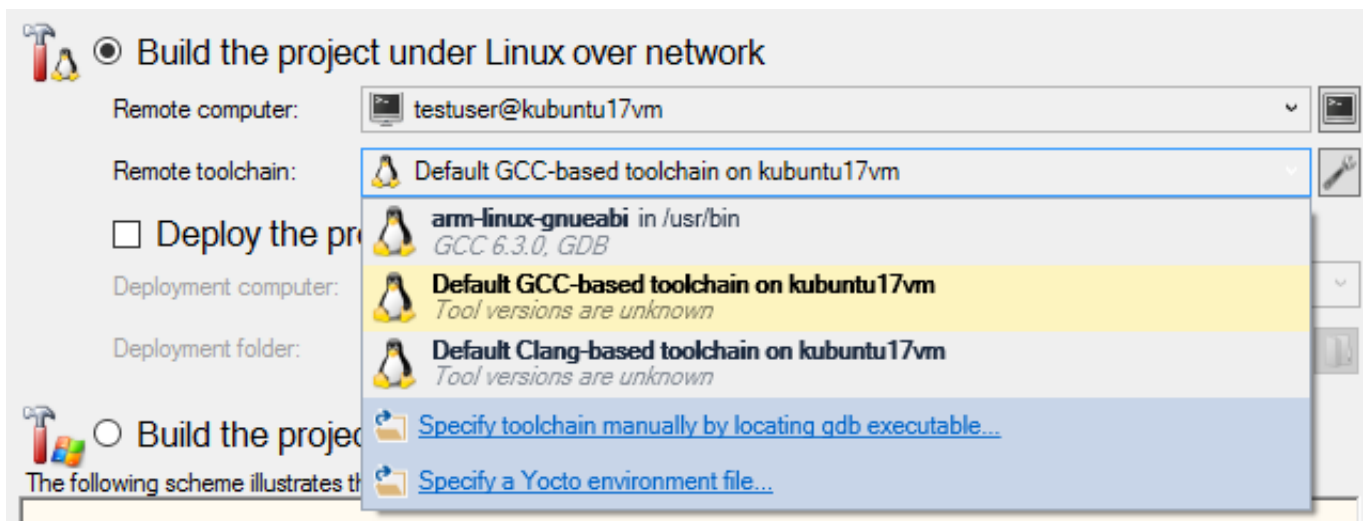 Build the project under Linux over network
Remote computer: testuser@kubuntu17vm
Remote toolchain: Default GCC-based toolchain on kubuntu17vm
arm-linux-gnueabi in /usr/bin
GCC 6.3.0, GDB
Deploy the pr
Default GCC-based toolchain on kubuntu17vm
Tool versions are unknown
Deployment computer:
Default Clang-based toolchain on kubuntu17vm
Tool versions are unknown
Deployment folder:
Specify toolchain manually by locating gdb executable...
Build the projec
Specify a Yocto environment file...
The following scheme illustrates th